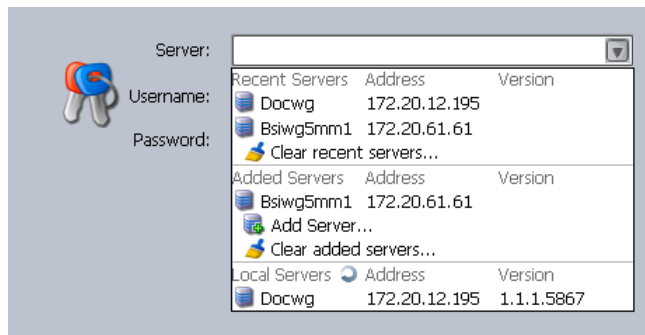 Server:
Username:
Password:
Recent Servers Address Version
Docwg 172.20.12.195
Bsiwg5mm1 172.20.61.61
Clear recent servers...
Added Servers Address Version
Bsiwg5mm1 172.20.61.61
Add Server...
Clear added servers...
Local Servers Address Version
Docwg 172.20.12.195 1.1.1.5867